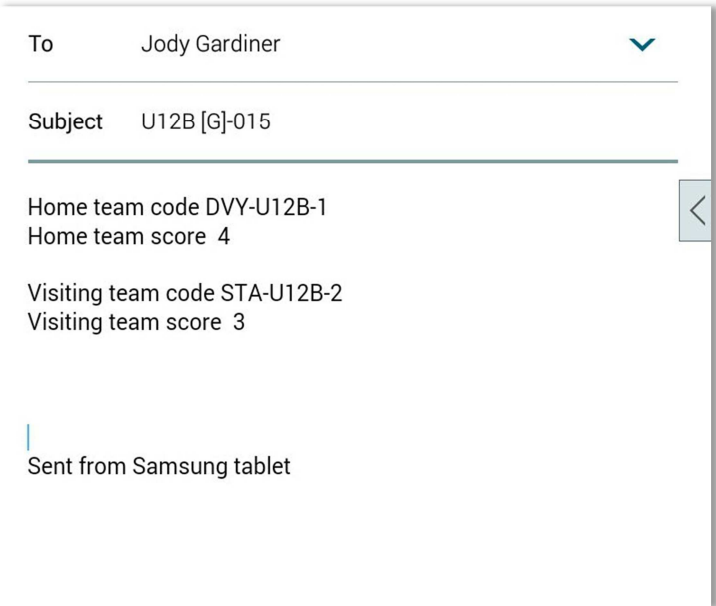 To Jody Gardiner
Subject U12B [G]-015
Home team code DVY-U12B-1
Home team score 4
Visiting team code STA-U12B-2
Visiting team score 3
Sent from Samsung tablet